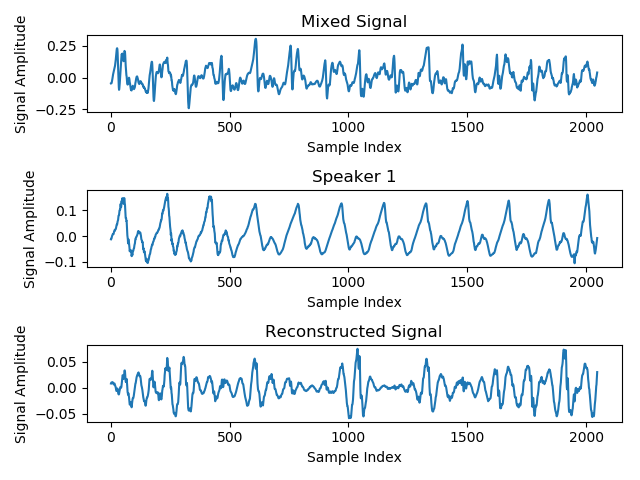 Mixed Signal
Signal Amplitude
0.25
0.00
−0.25
0 500 1000 1500 2000
Sample Index
Speaker 1
Signal Amplitude
0.1
0.0
−0.1
0 500 1000 1500 2000
Sample Index
Reconstructed Signal
Signal Amplitude
0.05
0.00
−0.05
0 500 1000 1500 2000
Sample Index